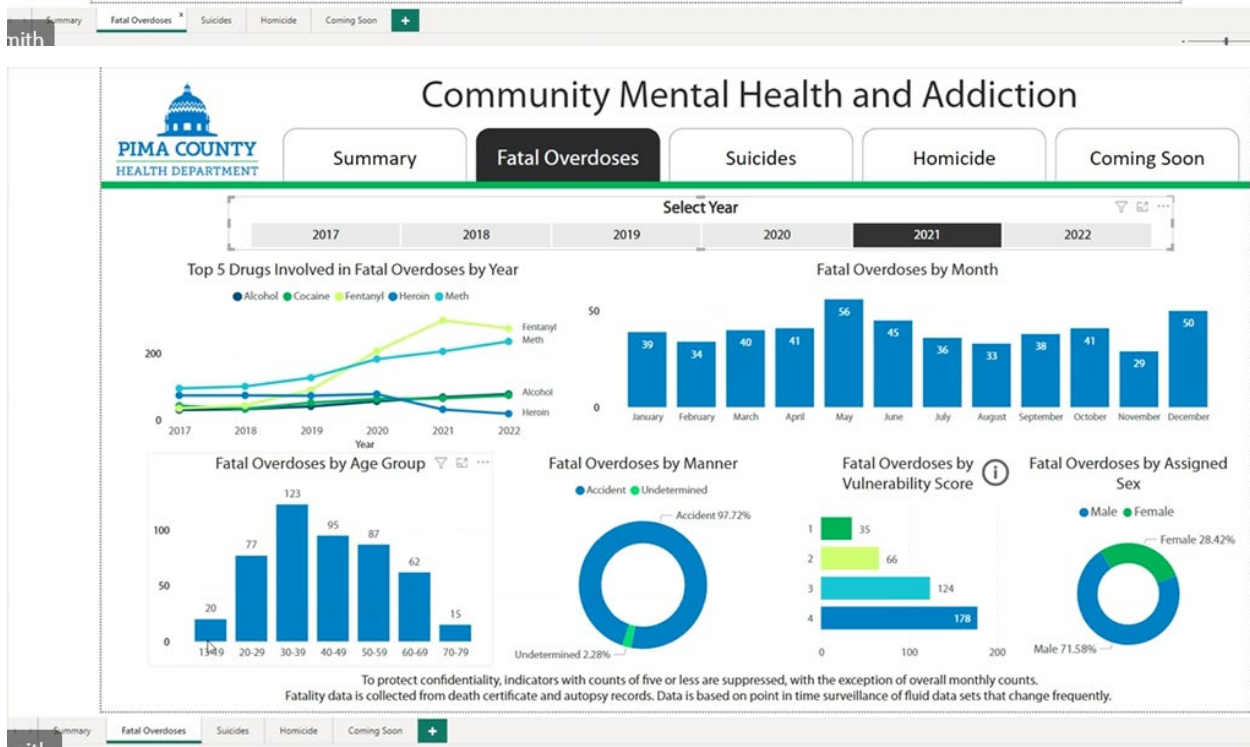 Summary Fatal Overdoses x Suicides Homicide Coming Soon +
mith
Community Mental Health and Addiction
PIMA COUNTY
HEALTH DEPARTMENT
Summary Fatal Overdoses Suicides Homicide Coming Soon
Select Year
2017 2018 2019 2020 2021 2022
Top 5 Drugs Involved in Fatal Overdoses by Year
Alcohol Cocaine Fentanyl Heroin Meth
Fentanyl
Meth
200
Alcohol
Heroin
0
2017 2018 2019 2020 2021 2022
Year
Fatal Overdoses by Month
50
0
39 34 40 41 56 45 36 33 38 41 29 50
January February March April May June July August September October November December
Fatal Overdoses by Age Group
100
50
0
20 77 123 95 87 62 15
20-29 30-39 40-49 50-59 60-69 70-79
Fatal Overdoses by Manner
Accident Undetermined
Accident 97.72%
Undetermined 2.28%
Fatal Overdoses by
Vulnerability Score
i
1 35
2 66
3 124
4 178
0 100 200
Fatal Overdoses by Assigned
Sex
Male Female
Female 28.42%
Male 71.58%
To protect confidentiality, indicators with counts of five or less are suppressed, with the exception of overall monthly counts.
Fatality data is collected from death certificate and autopsy records. Data is based on point in time surveillance of fluid data sets that change frequently.
Summary Fatal Overdoses Suicides Homicide Coming Soon +